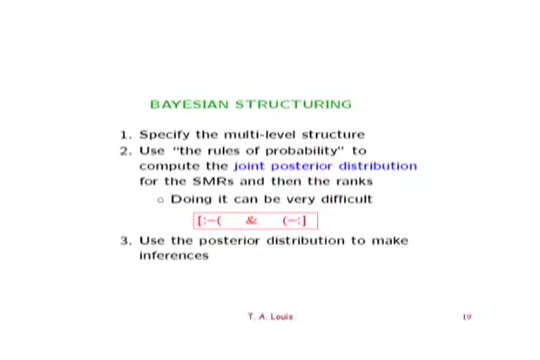 BAYESIAN STRUCTURING
1. Specify the multi-level structure
2. Use “the rules of probability” to
compute the joint posterior distribution
for the SMRs and then the ranks
○ Doing it can be very difficult
[:−( & (−:]
3. Use the posterior distribution to make
inferences
T. A. Louis 19